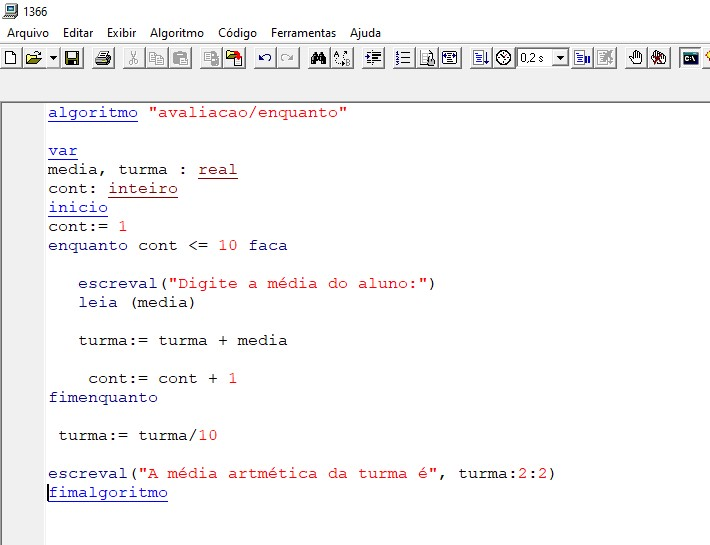 1366
Arquivo Editar Exibir Algoritmo Código Ferramentas Ajuda
0,2 s
algoritmo "avaliacao/enquanto"
var
media, turma : real
cont: inteiro
inicio
cont:= 1
enquanto cont <= 10 faca
escreval("Digite a média do aluno:")
leia (media)
turma:= turma + media
cont:= cont + 1
fimenquanto
turma:= turma/10
escreval("A média artmética da turma é", turma:2:2)
fimalgoritmo